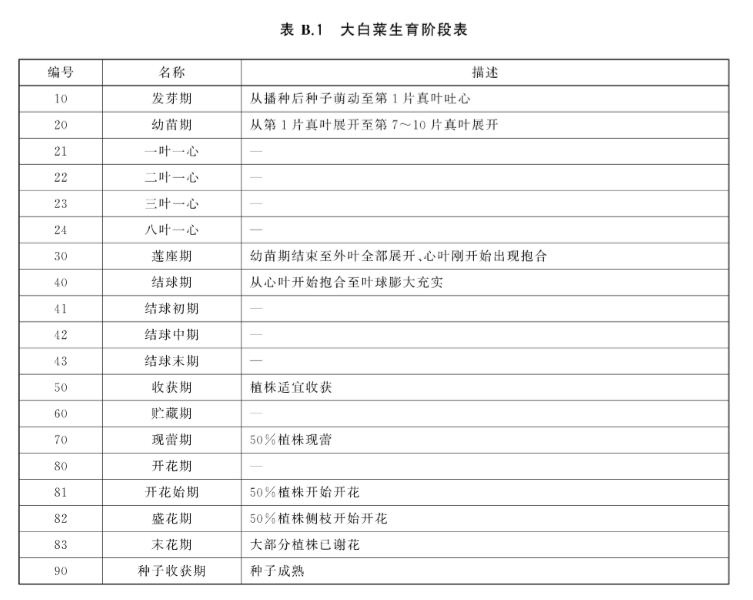 表 B.1 大白菜生育阶段表
编号 名称 描述
10 发芽期 从播种后种子萌动至第 1 片真叶吐心
20 幼苗期 从第 1 片真叶展开至第 7～10 片真叶展开
21 一叶一心 —
22 二叶一心 —
23 三叶一心 —
24 八叶一心 —
30 莲座期 幼苗期结束至外叶全部展开、心叶刚开始出现抱合
40 结球期 从心叶开始抱合至叶球膨大充实
41 结球初期 —
42 结球中期 —
43 结球末期 —
50 收获期 植株适宜收获
60 贮藏期 —
70 现蕾期 50%植株现蕾
80 开花期 —
81 开花始期 50%植株开始开花
82 盛花期 50%植株侧枝开始开花
83 末花期 大部分植株已谢花
90 种子收获期 种子成熟